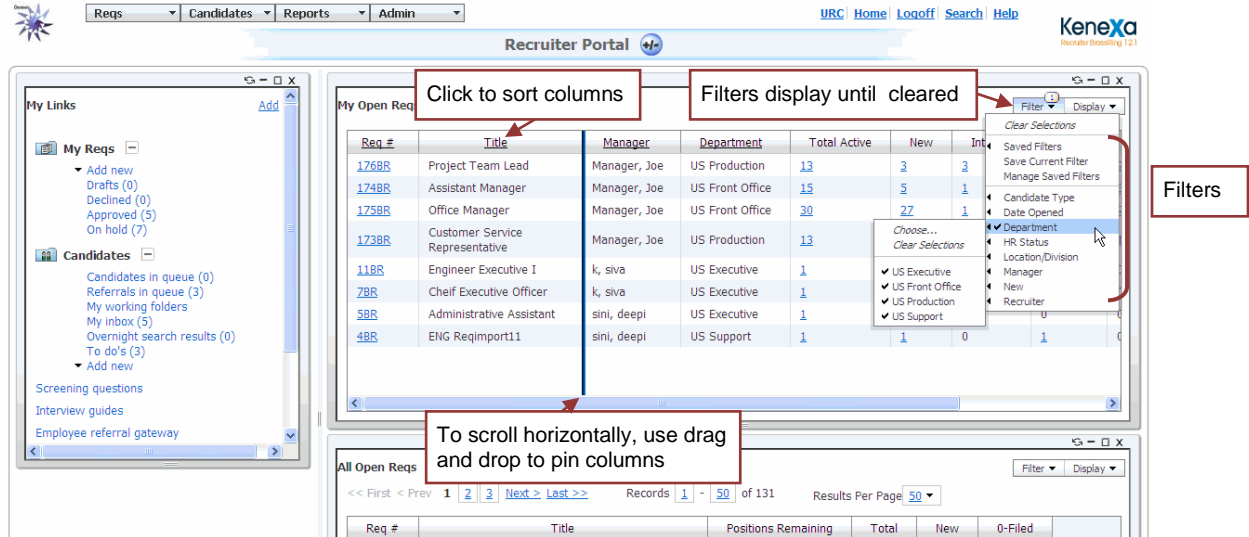 Reqs Candidates Reports Admin
URC Home Logoff Search Help
Kenexa
Recruiter BrassRing 12.1
Recruiter Portal +/-
My Links Add
My Reqs
Add new
Drafts (0)
Declined (0)
Approved (5)
On hold (7)
Candidates
Candidates in queue (0)
Referrals in queue (3)
My working folders
My inbox (5)
Overnight search results (0)
To do's (3)
Add new
Screening questions
Interview guides
Employee referral gateway
Click to sort columns
Filters display until cleared
Filters
My Open Req
1
Filter Display
Req # Title Manager Department Total Active New Int
176BR Project Team Lead Manager, Joe US Production 13 3 3
174BR Assistant Manager Manager, Joe US Front Office 15 5 1
175BR Office Manager Manager, Joe US Front Office 30 27 1
173BR Customer Service Representative Manager, Joe US Production 13
11BR Engineer Executive I k, siva US Executive 1
7BR Cheif Executive Officer k, siva US Executive 1
5BR Administrative Assistant sini, deepi US Executive 1 0
4BR ENG Reqimport11 sini, deepi US Support 1 1 0 1 0
Clear Selections
Saved Filters
Save Current Filter
Manage Saved Filters
Candidate Type
Date Opened
Department
HR Status
Location/Division
Manager
New
Recruiter
Choose...
Clear Selections
US Executive
US Front Office
US Production
US Support
To scroll horizontally, use drag
and drop to pin columns
All Open Reqs
Filter Display
<< First < Prev 1 2 3 Next > Last >> Records 1 - 50 of 131 Results Per Page 50
Req # Title Positions Remaining Total New 0-Filed